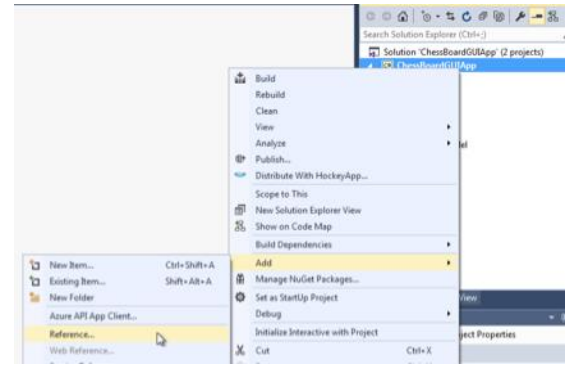 Search Solution Explorer (Ctrl+;)
Solution 'ChessBoardGUIApp' (2 projects)
ChessBoardGUIApp
Build
Rebuild
Clean
View
Analyze
Publish...
Distribute With HockeyApp...
Scope to This
New Solution Explorer View
Show on Code Map
Build Dependencies
Add
Manage NuGet Packages...
Set as StartUp Project
Debug
Initialize Interactive with Project
Cut Ctrl+X
New Item... Ctrl+Shift+A
Existing Item... Shift+Alt+A
New Folder
Azure API App Client...
Reference...
Web Reference...
View
ject Properties